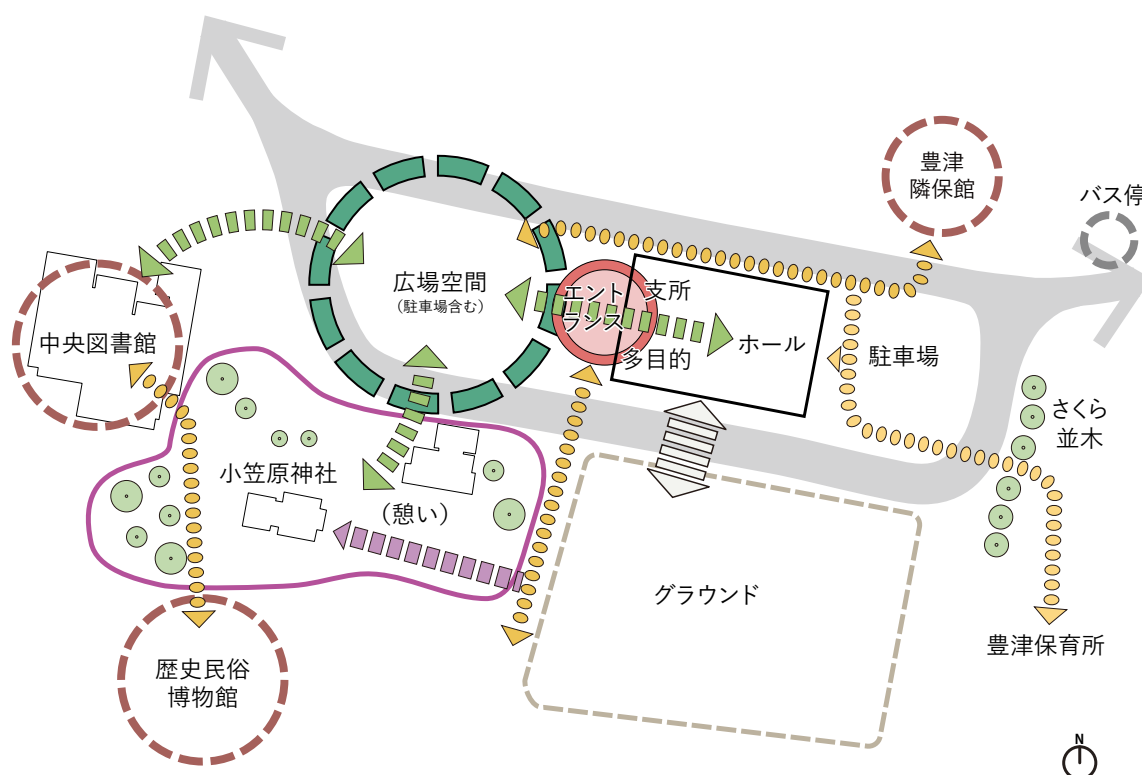 豊津
隣保館
バス停
広場空間
(駐車場含む)
エント
ランス
支所
多目的
ホール
駐車場
中央図書館
さくら
並木
小笠原神社
(憩い)
グラウンド
豊津保育所
歴史民俗
博物館
N